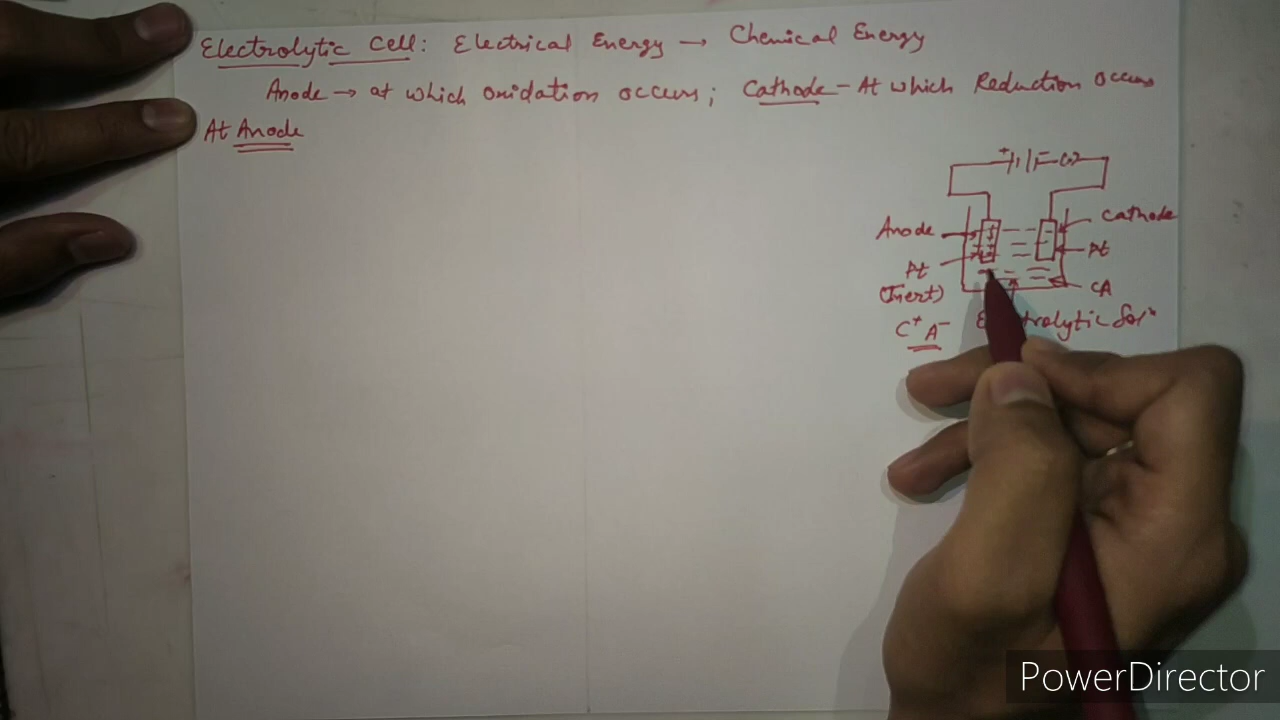 Electrolytic Cell: Electrical Energy → Chemical Energy
Anode → at which oxidation occurs; Cathode - At which Reduction occurs
At Anode
+
Anode
Cathode
Pt
Pt
(Inert)
CA
C⁺ A⁻
Solⁿ
PowerDirector